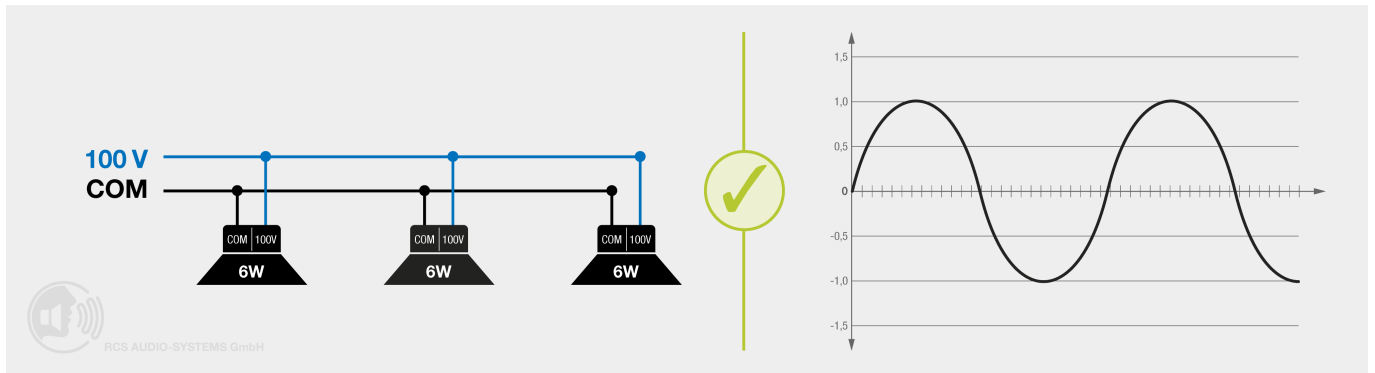 100 V
COM
COM 100V
6W
COM 100V
6W
COM 100V
6W
RCS AUDIO-SYSTEMS GmbH
1,5
1,0
0,5
0
-0,5
-1,0
-1,5